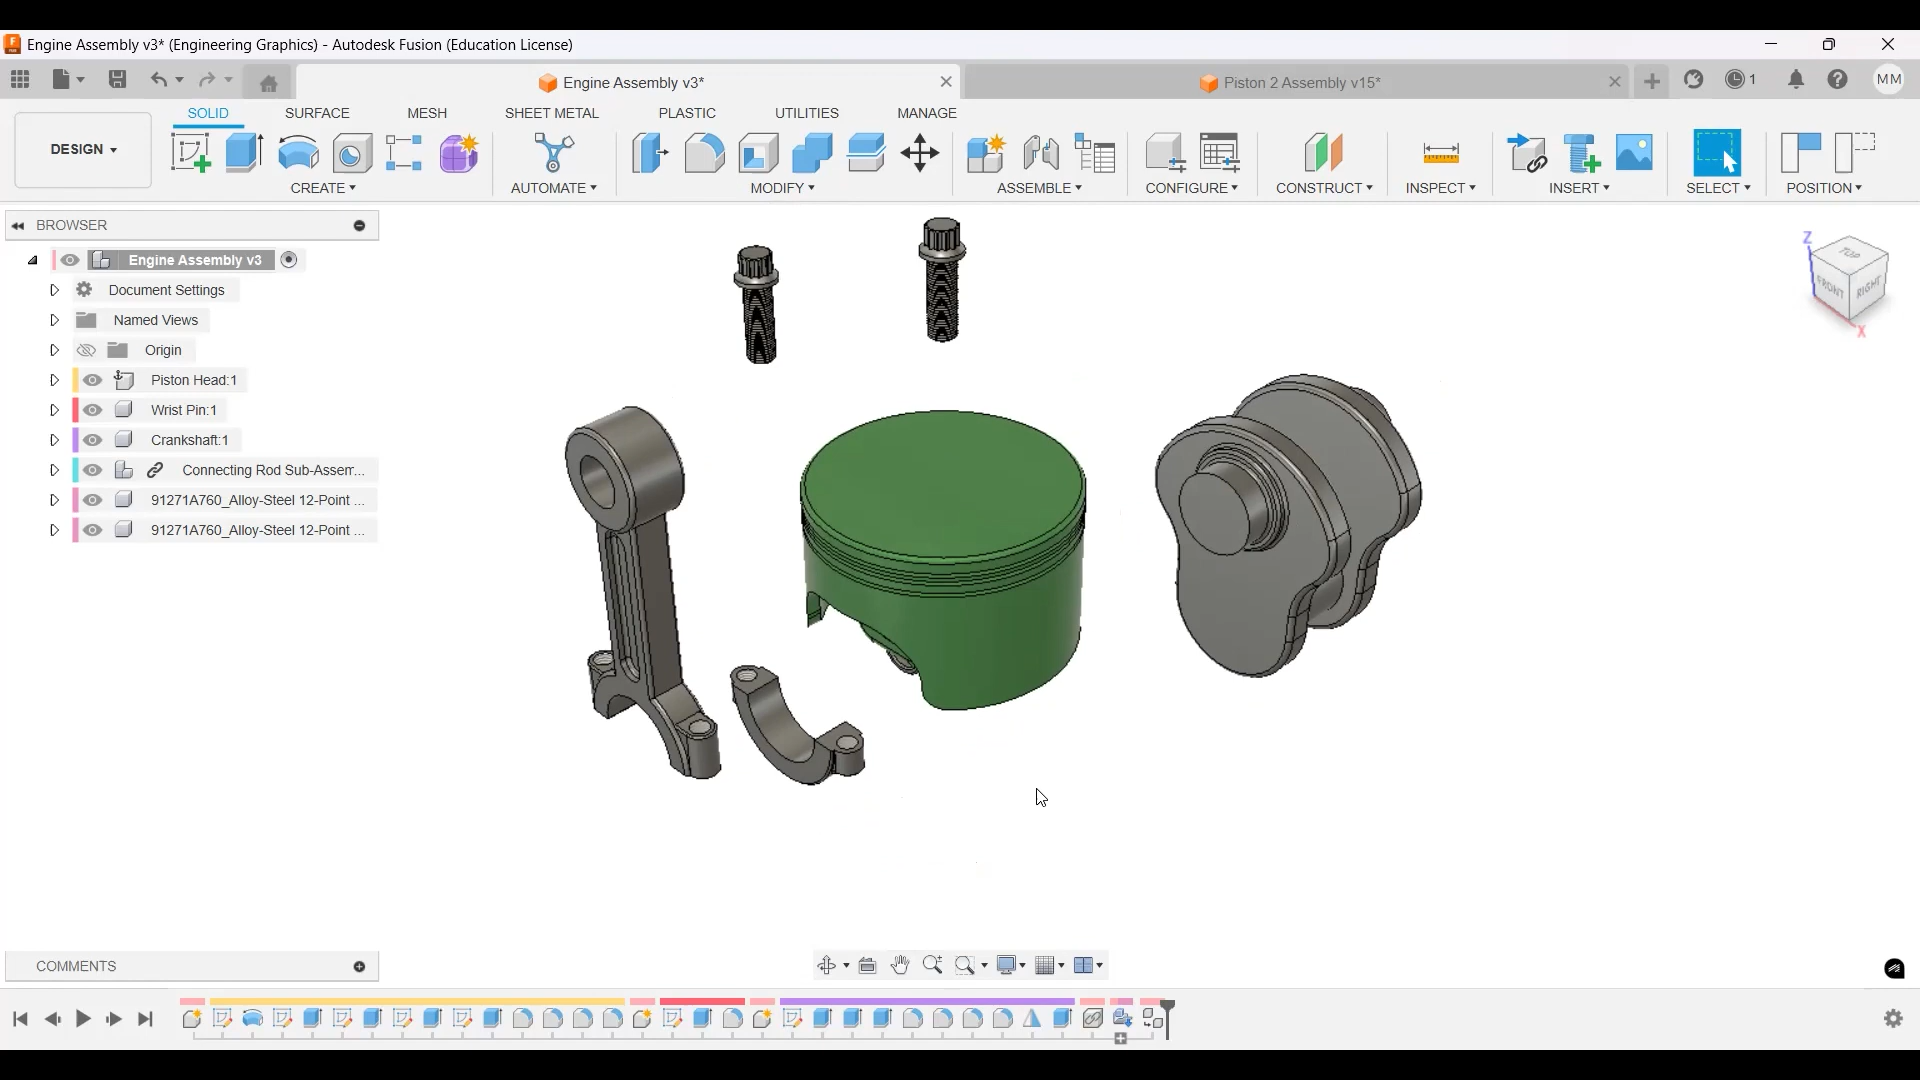 Engine Assembly v3* (Engineering Graphics) - Autodesk Fusion (Education License)
Engine Assembly v3*
Piston 2 Assembly v15*
1
MM
DESIGN
SOLID
SURFACE
MESH
SHEET METAL
PLASTIC
UTILITIES
MANAGE
CREATE
AUTOMATE
MODIFY
ASSEMBLE
CONFIGURE
CONSTRUCT
INSPECT
INSERT
SELECT
POSITION
BROWSER
Engine Assembly v3
Document Settings
Named Views
Origin
Piston Head:1
Wrist Pin:1
Crankshaft:1
Connecting Rod Sub-Assem...
91271A760_Alloy-Steel 12-Point ...
91271A760_Alloy-Steel 12-Point ...
Z
TOP
FRONT
RIGHT
X
COMMENTS